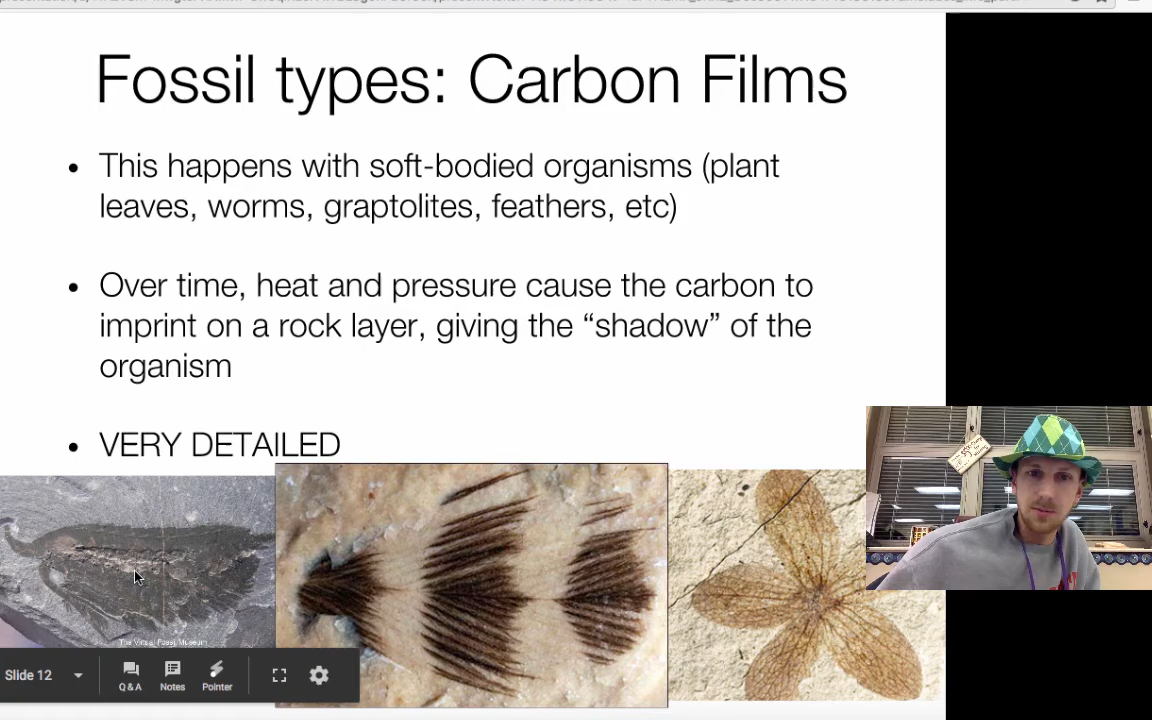 Fossil types: Carbon Films
• This happens with soft-bodied organisms (plant
leaves, worms, graptolites, feathers, etc)
• Over time, heat and pressure cause the carbon to
imprint on a rock layer, giving the “shadow” of the
organism
• VERY DETAILED
The Virtual Fossil Museum
Slide 12
Q & A
Notes
Pointer